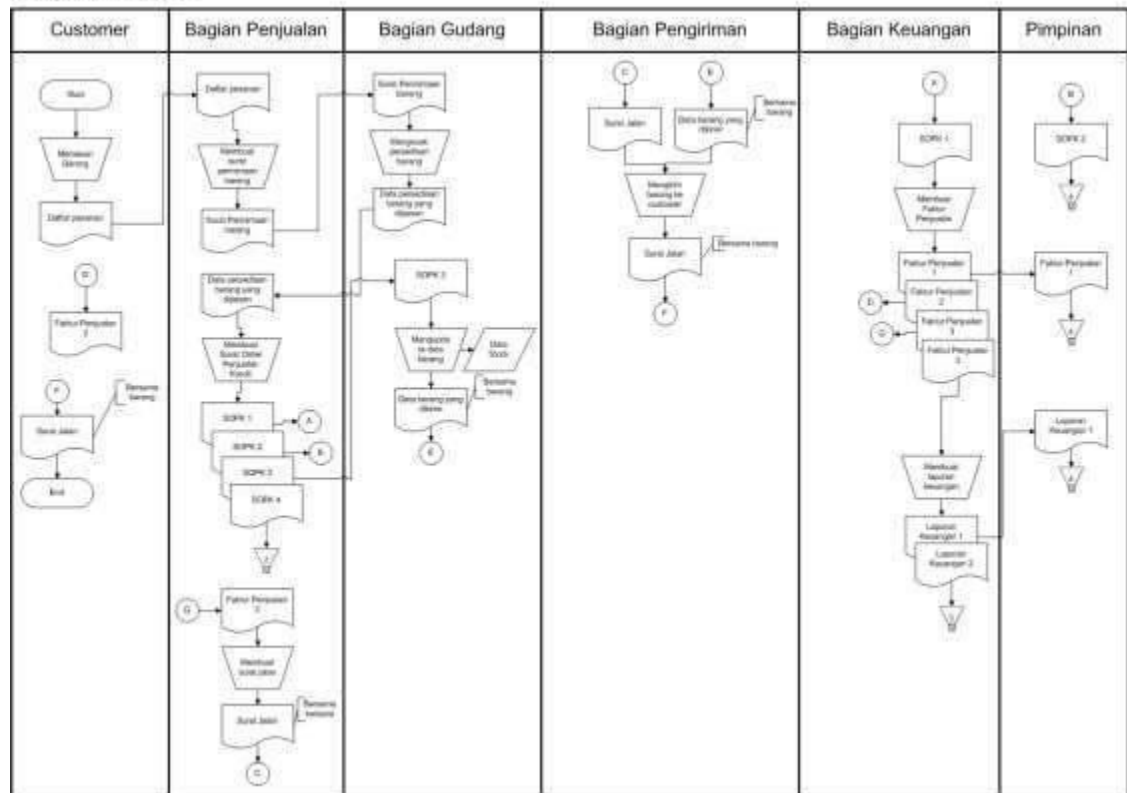 Customer
Bagian Penjualan
Bagian Gudang
Bagian Pengiriman
Bagian Keuangan
Pimpinan
Start
Memesan
Barang
Daftar pesanan
Faktur Penjualan
2
F
Surat Jalan
Bersama
barang
End
Daftar pesanan
Membuat
surat
permintaan
barang
Surat Permintaan
barang
Data persediaan
barang yang
dipesan
Membuat
Surat Order
Penjualan
Kredit
SOPK 1
A
SOPK 2
B
SOPK 3
SOPK 4
G
Faktur Penjualan
3
Membuat
surat jalan
Surat Jalan
Bersama
C
Surat Permintaan
barang
Mengecek
persediaan
barang
Data persediaan
barang yang
dipesan
SOPK 3
Mengupdate
data
barang
Data
Stock
Data barang yang
dikirim
Bersama
barang
E
C
Surat Jalan
E
Data barang yang
dikirim
Bersama
barang
Mengirim
barang ke
customer
Surat Jalan
Bersama barang
F
A
SOPK 1
Membuat
Faktur
Penjualan
Faktur Penjualan
1
Faktur Penjualan
2
D
Faktur Penjualan
3
G
Faktur Penjualan
Membuat
laporan
keuangan
Laporan
Keuangan 1
Laporan
Keuangan 2
B
SOPK 2
Faktur Penjualan
1
Laporan
Keuangan 1